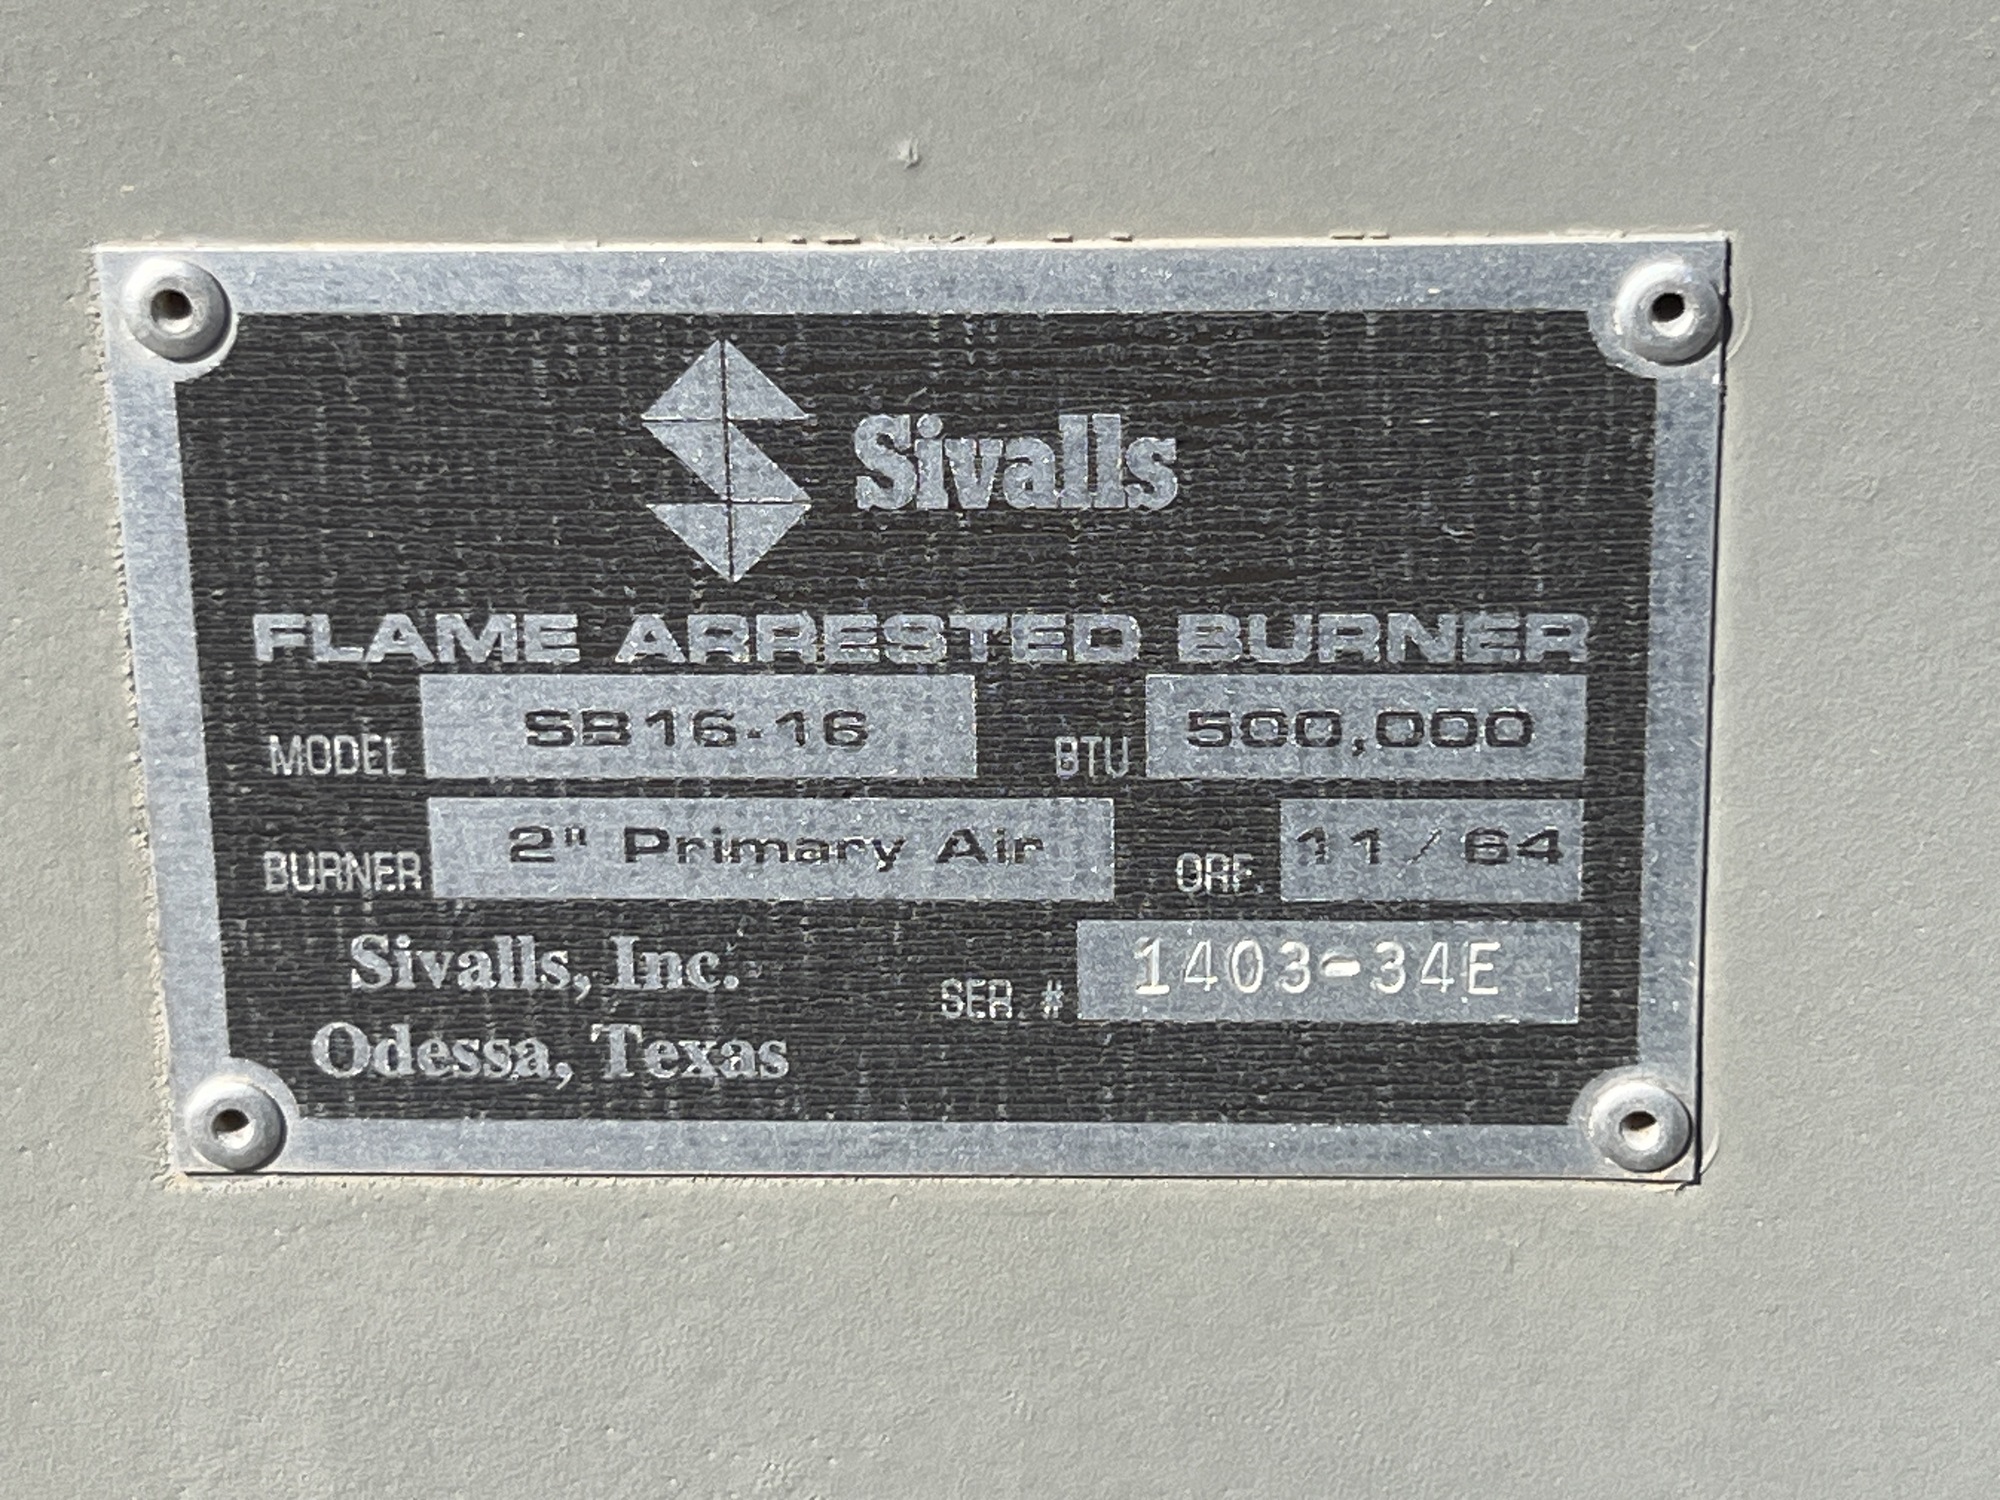 Sivalls
FLAME ARRESTED BURNER
MODEL SB16-16 BTU 500,000
BURNER 2" Primary Air ORF. 11/64
Sivalls, Inc. SER. # 1403-34E
Odessa, Texas